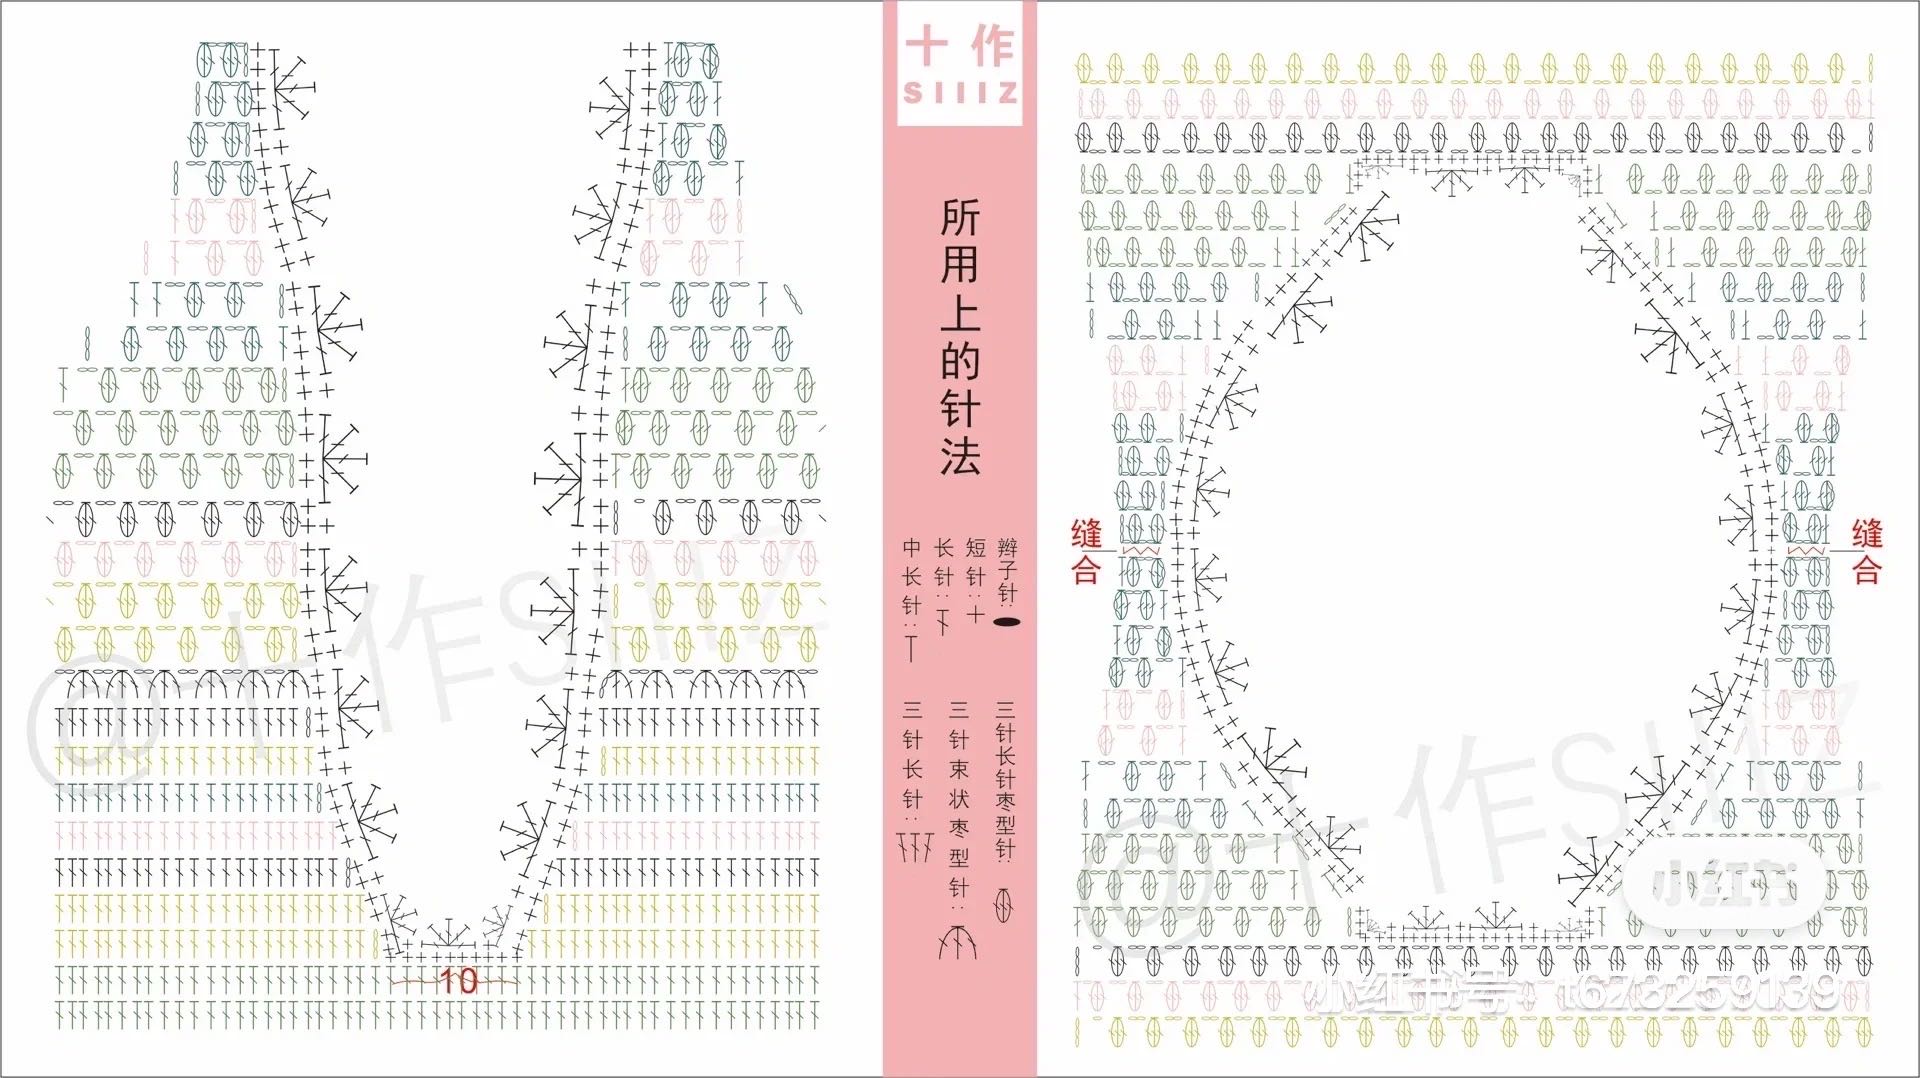 十作
SIIIZ
所用上的针法
辫子针:
短针:
长针:
中长针:
三针长针枣型针:
三针束状枣型针:
三针长针:
10
缝合
缝合
@十作SIIIZ
@十作SIIIZ
小红书
小红书号: t673259139